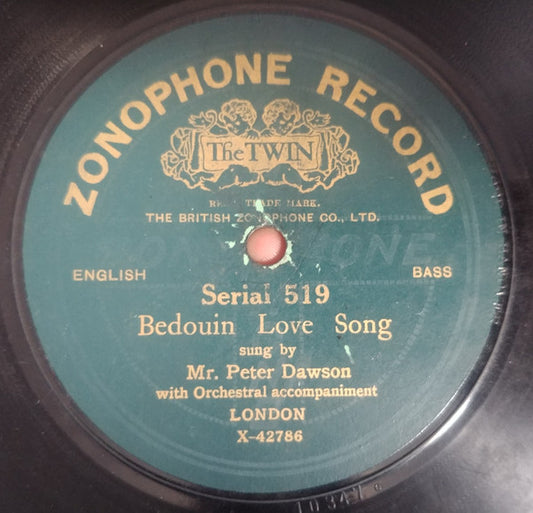 ZONOPHONE RECORD
The TWIN
REGD. TRADE MARK.
THE BRITISH ZONOPHONE CO., LTD.
ENGLISH
BASS
Serial 519
Bedouin Love Song
sung by
Mr. Peter Dawson
with Orchestral accompaniment
LONDON
X-42786